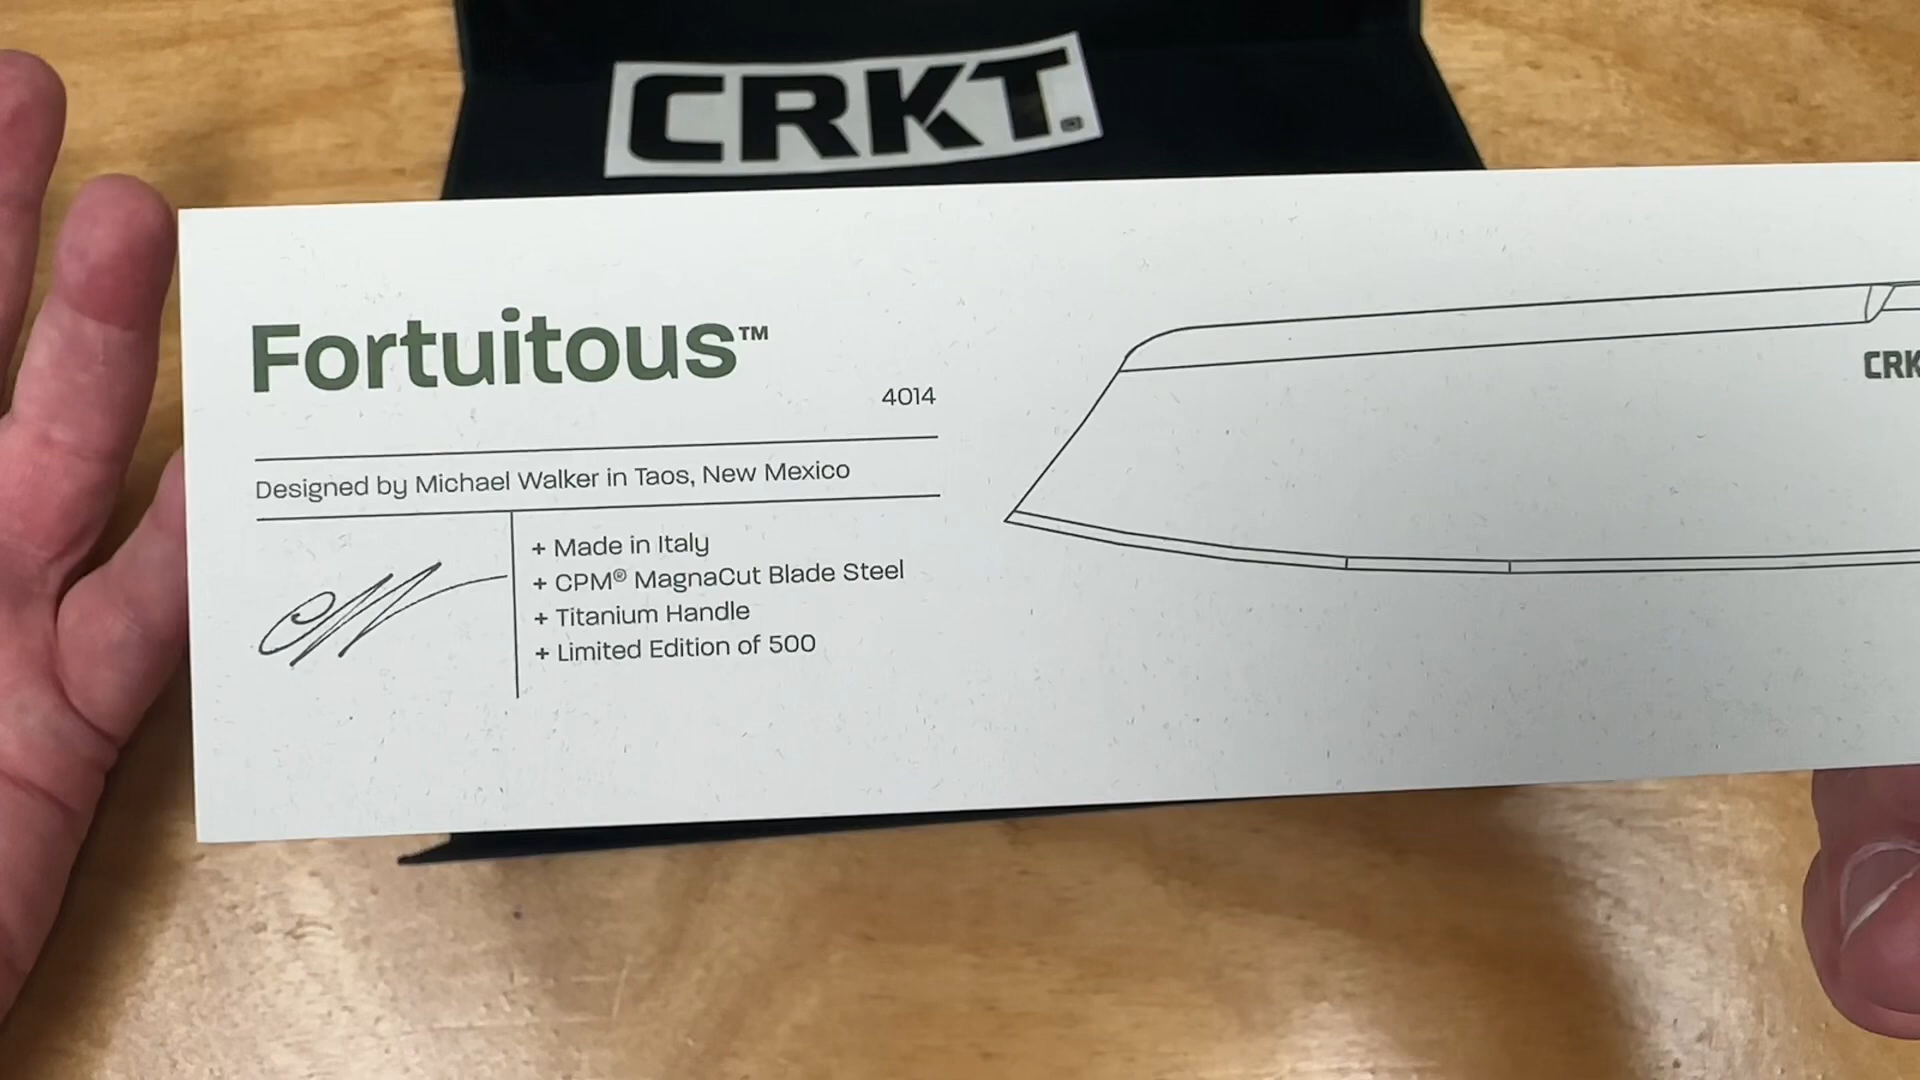 CRKT®
Fortuitous™
4014
Designed by Michael Walker in Taos, New Mexico
+ Made in Italy
+ CPM® MagnaCut Blade Steel
+ Titanium Handle
+ Limited Edition of 500
CRK